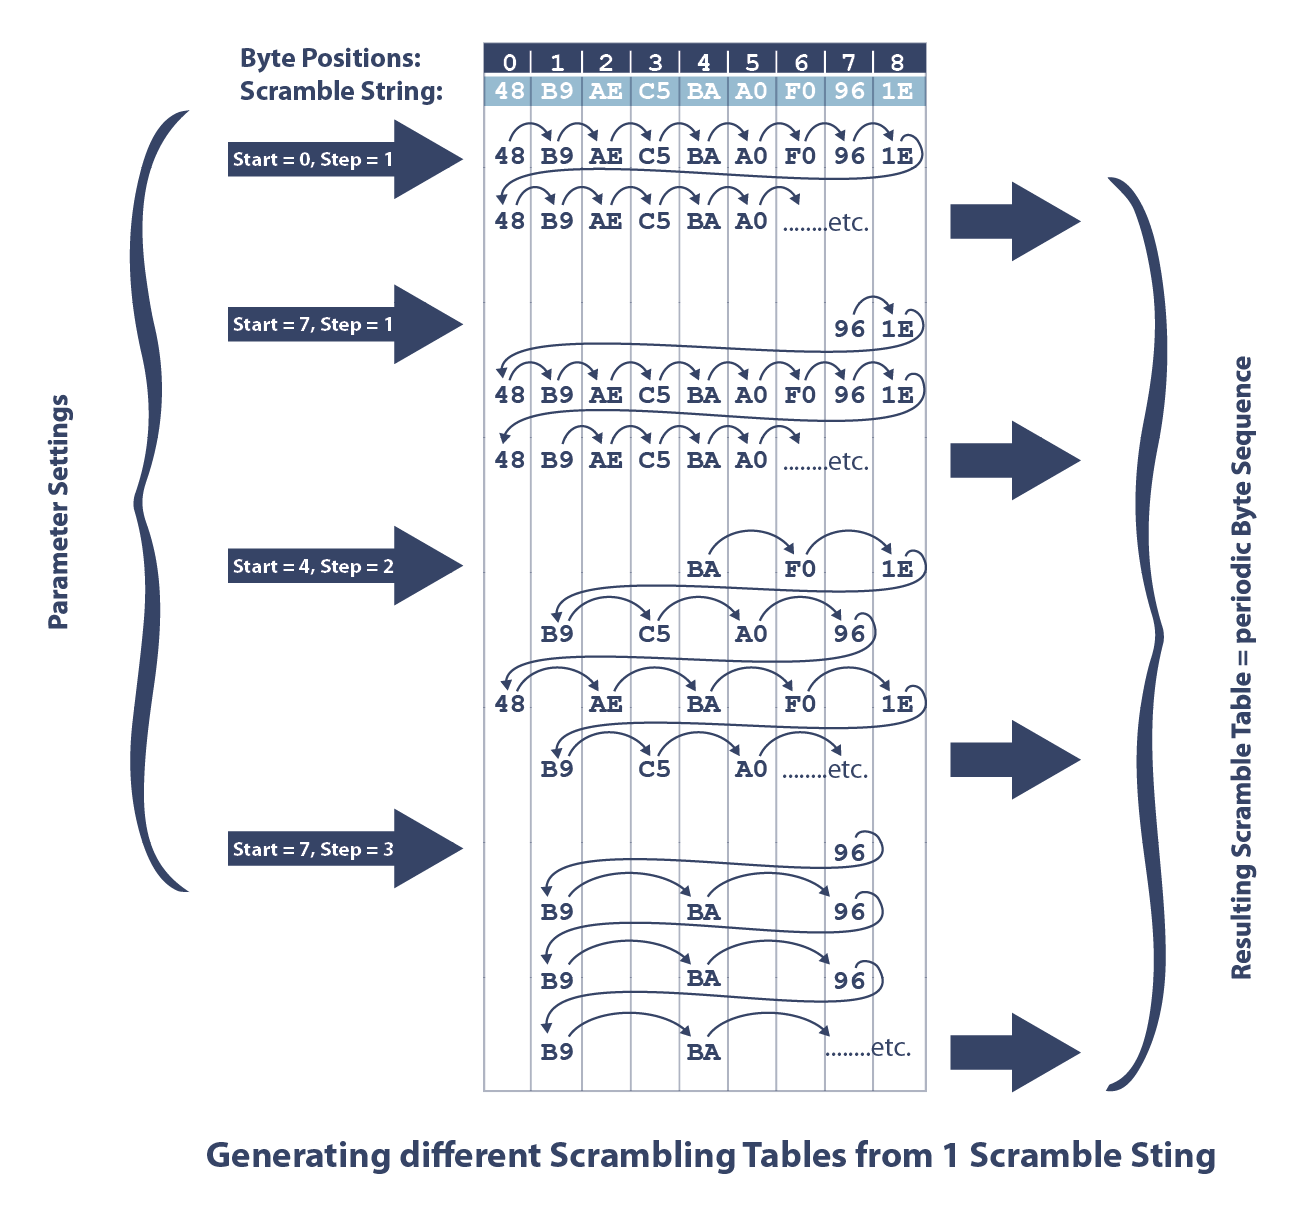 Byte Positions: 0 1 2 3 4 5 6 7 8
Scramble String: 48 B9 AE C5 BA A0 F0 96 1E
Start = 0, Step = 1 48 B9 AE C5 BA A0 F0 96 1E
48 B9 AE C5 BA A0 ........etc.
Start = 7, Step = 1 96 1E
48 B9 AE C5 BA A0 F0 96 1E
48 B9 AE C5 BA A0 ........etc.
Start = 4, Step = 2 BA F0 1E
B9 C5 A0 96
48 AE BA F0 1E
B9 C5 A0 ........etc.
Start = 7, Step = 3 96
B9 BA 96
B9 BA 96
B9 BA ........etc.
Parameter Settings
Resulting Scramble Table = periodic Byte Sequence
Generating different Scrambling Tables from 1 Scramble Sting